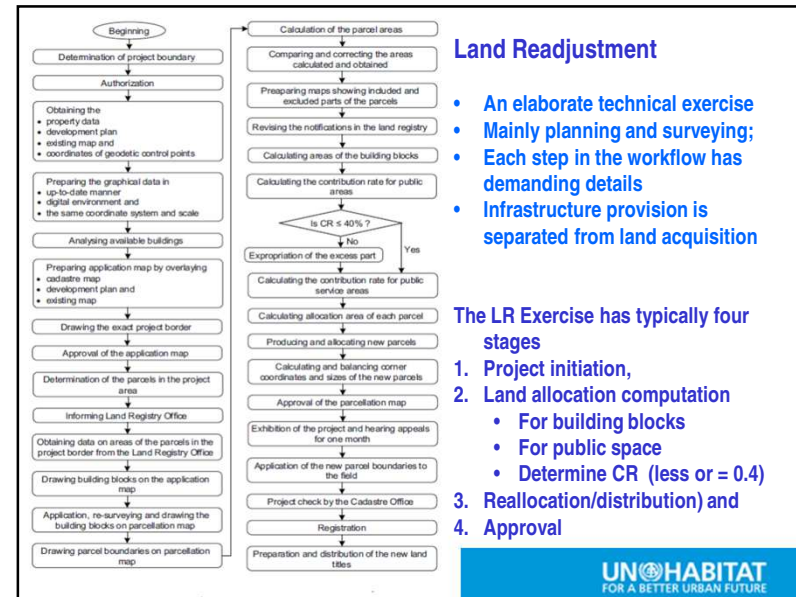 Beginning
Determination of project boundary
Authorization
Obtaining the
• property data
• development plan
• existing map and
• coordinates of geodetic control points
Preparing the graphical data in
• up-to-date manner
• digital environment and
• the same coordinate system and scale
Analysing available buildings
Preparing application map by overlaying
• cadastre map
• development plan and
• existing map
Drawing the exact project border
Approval of the application map
Determination of the parcels in the project
area
Informing Land Registry Office
Obtaining data on areas of the parcels in the
project border from the Land Registry Office
Drawing building blocks on the application
map
Application, re-surveying and drawing the
building blocks on parcellation map
Drawing parcel boundaries on parcellation
map
Calculation of the parcel areas
Comparing and correcting the areas
calculated and obtained
Preaparing maps showing included and
excluded parts of the parcels
Revising the notifications in the land registry
Calculating areas of the building blocks
Calculating the contribution rate for public
areas
Is CR ≤ 40% ?
No
Yes
Expropriation of the excess part
Calculating the contribution rate for public
service areas
Calculating allocation area of each parcel
Producing and allocating new parcels
Calculating and balancing corner
coordinates and sizes of the new parcels
Approval of the parcellation map
Exhibition of the project and hearing appeals
for one month
Application of the new parcel boundaries to
the field
Project check by the Cadastre Office
Registration
Preparation and distribution of the new land
titles
Land Readjustment
• An elaborate technical exercise
• Mainly planning and surveying;
• Each step in the workflow has
demanding details
• Infrastructure provision is
separated from land acquisition
The LR Exercise has typically four
stages
1. Project initiation,
2. Land allocation computation
• For building blocks
• For public space
• Determine CR (less or = 0.4)
3. Reallocation/distribution) and
4. Approval
UN HABITAT
FOR A BETTER URBAN FUTURE